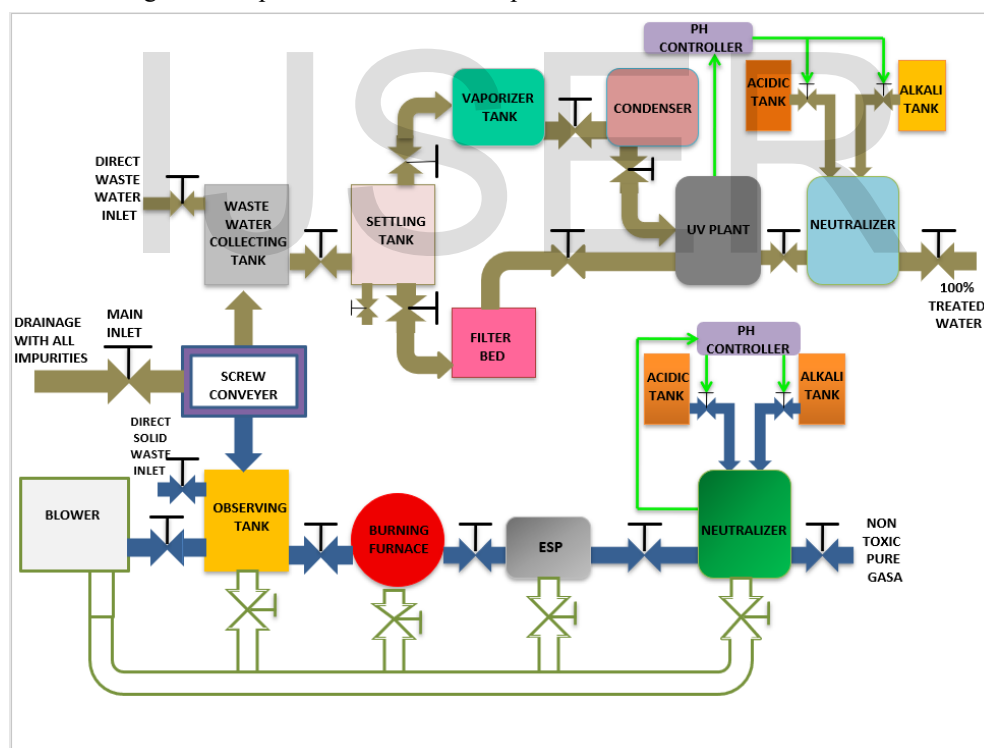 IJSER
PH
CONTROLLER
ACIDIC
TANK
ALKALI
TANK
VAPORIZER
TANK
CONDENSER
DIRECT
WASTE
WATER
INLET
WASTE
WATER
COLLECTING
TANK
SETTLING
TANK
UV PLANT
NEUTRALIZER
100%
TREATED
WATER
DRAINAGE
WITH ALL
IMPURITIES
MAIN
INLET
FILTER
BED
SCREW
CONVEYER
PH
CONTROLLER
ACIDIC
TANK
ALKALI
TANK
DIRECT
SOLID
WASTE
INLET
BLOWER
OBSERVING
TANK
BURNING
FURNACE
ESP
NEUTRALIZER
NON
TOXIC
PURE
GASA